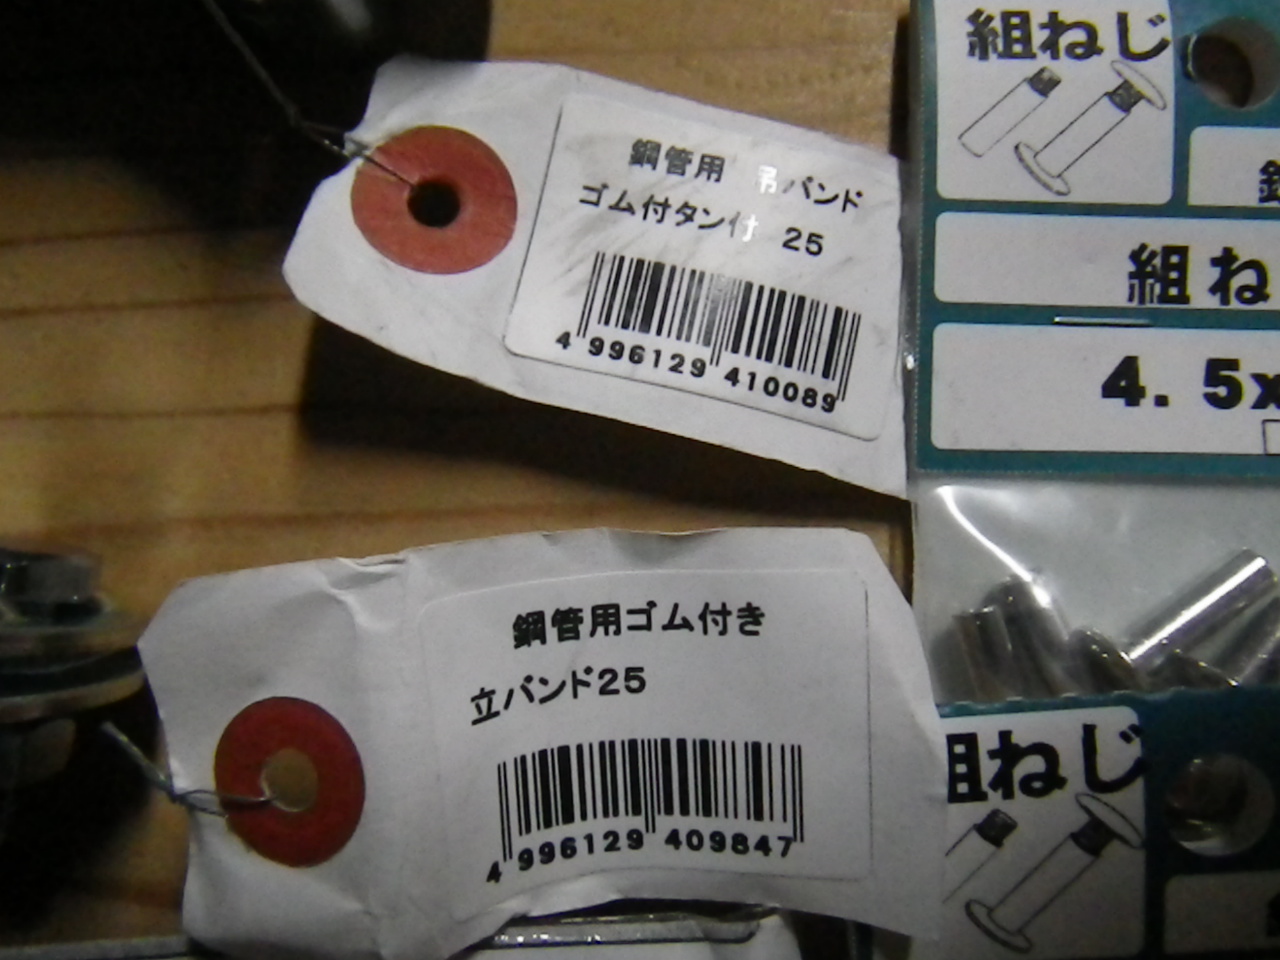 鋼管用 吊バンド
ゴム付タン付 25
4 996129 410089
鋼管用ゴム付き
立バンド25
4 996129 409847
組ねじ
組ね
4.5x
組ねじ